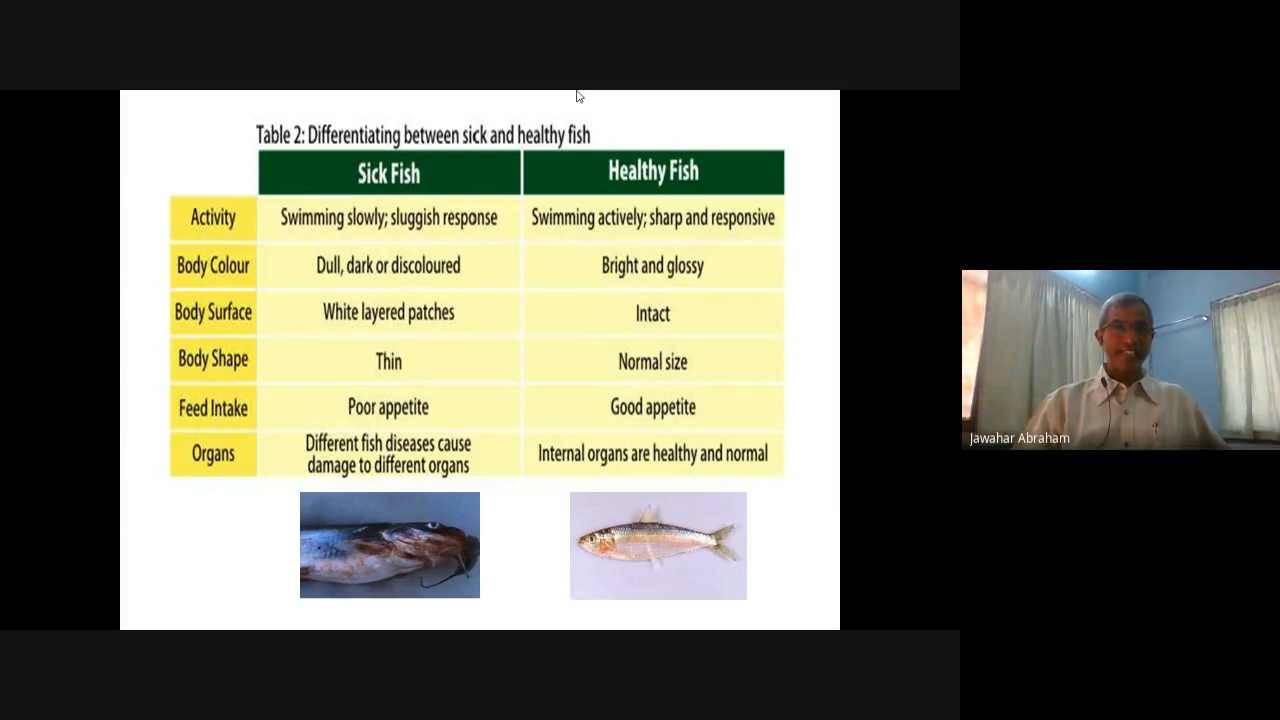 Table 2: Differentiating between sick and healthy fish
Sick Fish Healthy Fish
Activity Swimming slowly; sluggish response Swimming actively; sharp and responsive
Body Colour Dull, dark or discoloured Bright and glossy
Body Surface White layered patches Intact
Body Shape Thin Normal size
Feed Intake Poor appetite Good appetite
Organs Different fish diseases cause
damage to different organs Internal organs are healthy and normal
Jawahar Abraham